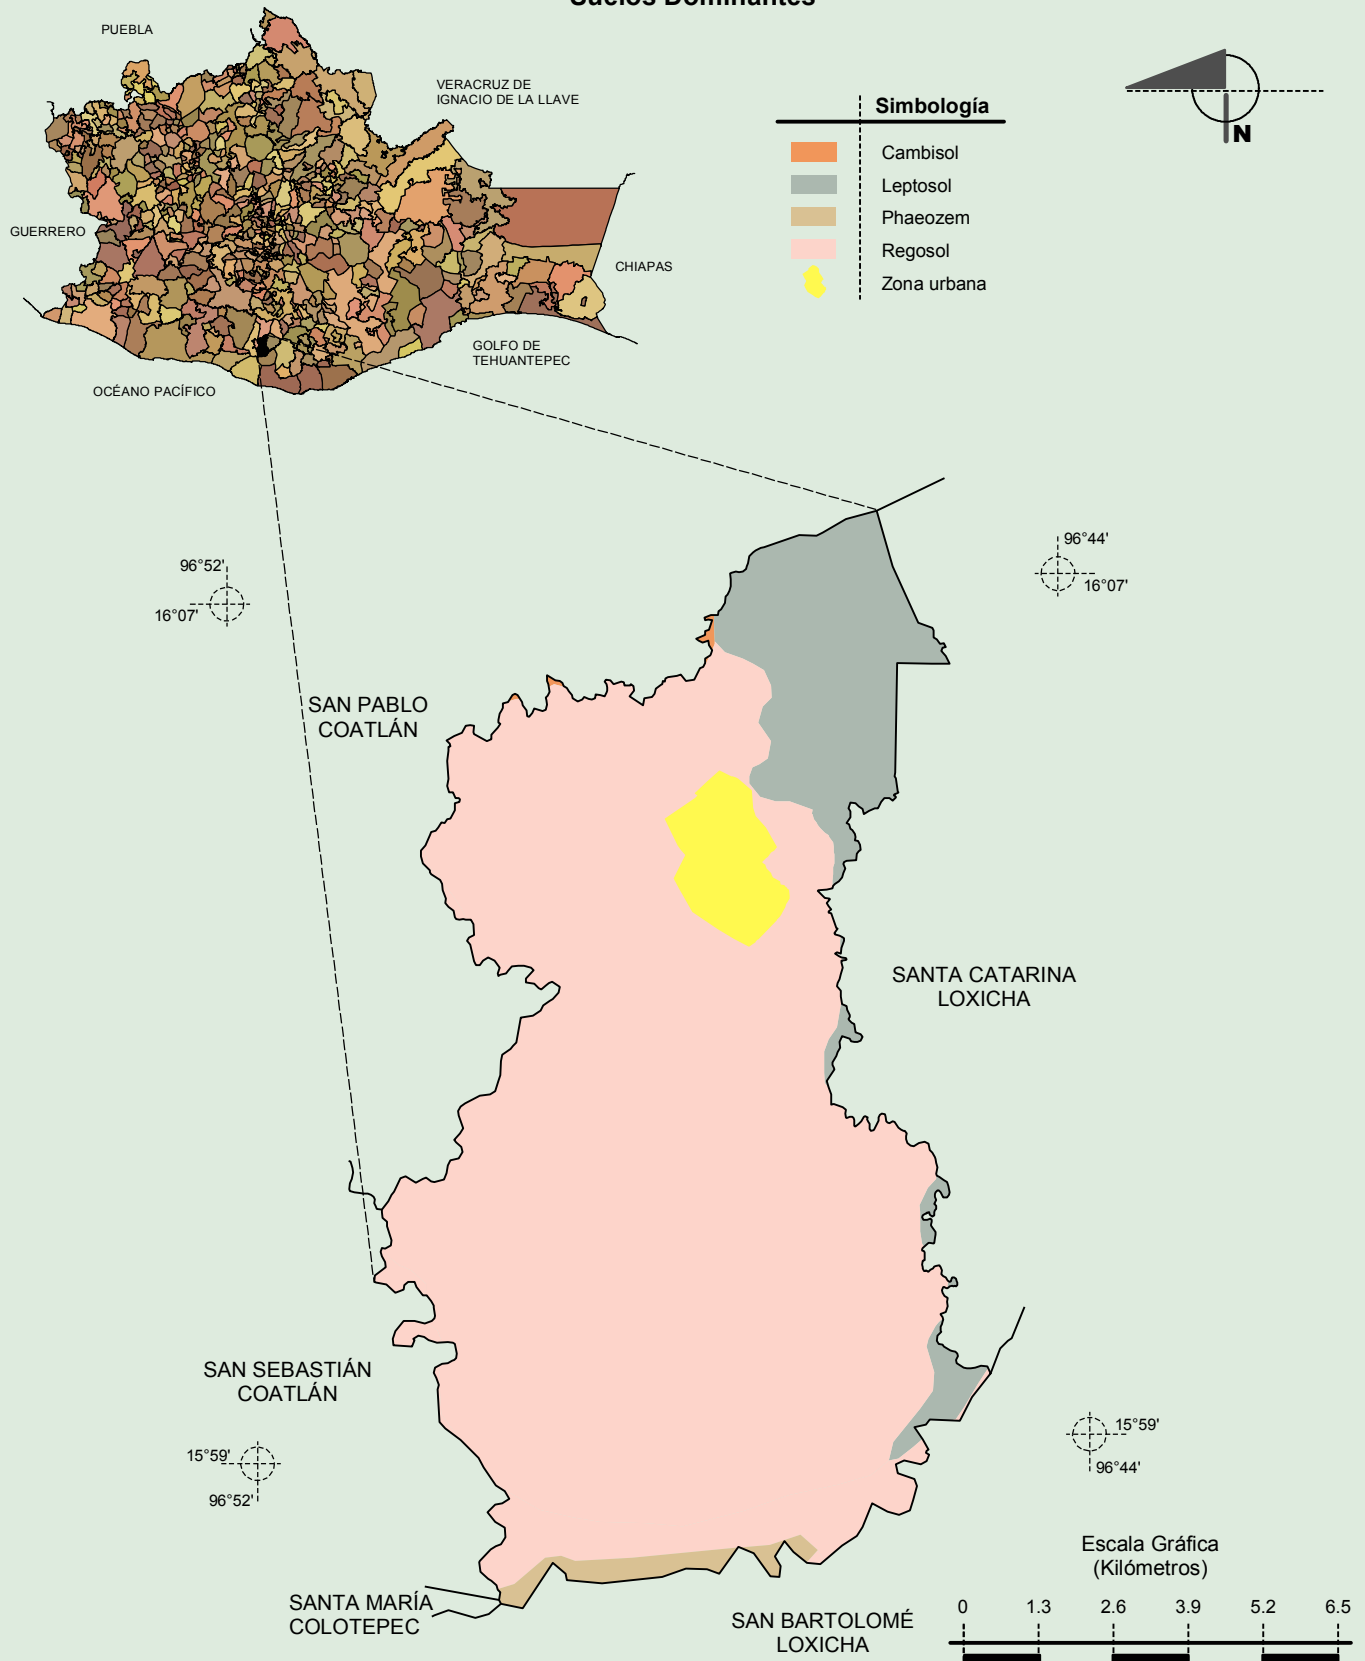 Suelos Dominantes
PUEBLA
VERACRUZ DE
IGNACIO DE LA LLAVE
GUERRERO
CHIAPAS
GOLFO DE
TEHUANTEPEC
OCÉANO PACÍFICO
Simbología
Cambisol
Leptosol
Phaeozem
Regosol
Zona urbana
N
96°52'
16°07'
96°44'
16°07'
SAN PABLO
COATLÁN
SANTA CATARINA
LOXICHA
SAN SEBASTIÁN
COATLÁN
15°59'
96°52'
15°59'
96°44'
SANTA MARÍA
COLOTEPEC
SAN BARTOLOMÉ
LOXICHA
Escala Gráfica
(Kilómetros)
0 1.3 2.6 3.9 5.2 6.5